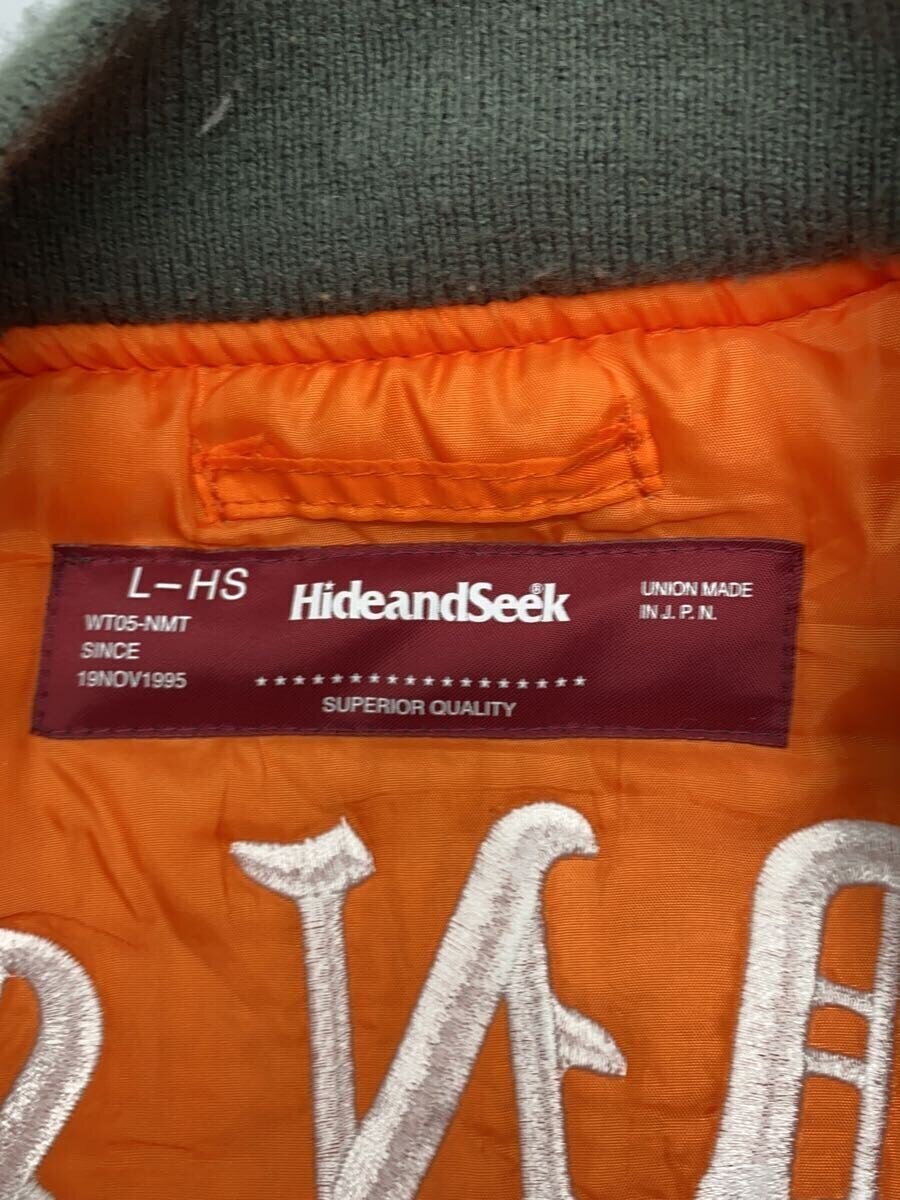 L-HS
WT05-NMT
SINCE
19NOV1995
HideandSeek®
★★★★★★★★★★★★★★★★★★
SUPERIOR QUALITY
UNION MADE
IN J. P. N.